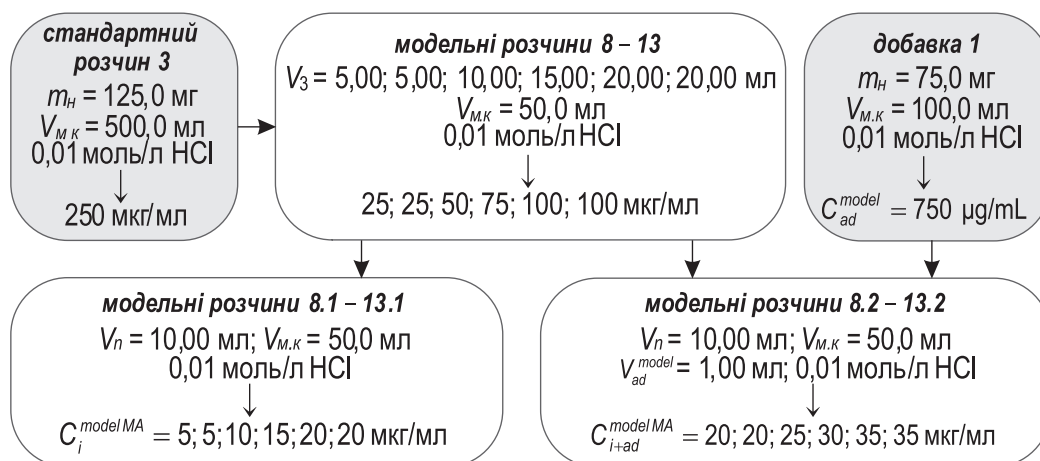 стандартний
розчин 3
mн = 125,0 мг
Vм.к = 500,0 мл
0,01 моль/л HCl
250 мкг/мл
модельні розчини 8 – 13
V3 = 5,00; 5,00; 10,00; 15,00; 20,00; 20,00 мл
Vм.к = 50,0 мл
0,01 моль/л HCl
25; 25; 50; 75; 100; 100 мкг/мл
добавка 1
mн = 75,0 мг
Vм.к = 100,0 мл
0,01 моль/л HCl
C ad model = 750 µg/mL
модельні розчини 8.1 – 13.1
Vп = 10,00 мл; Vм.к = 50,0 мл
0,01 моль/л HCl
C i model MA = 5; 5; 10; 15; 20; 20 мкг/мл
модельні розчини 8.2 – 13.2
Vп = 10,00 мл; Vм.к = 50,0 мл
V ad model = 1,00 мл; 0,01 моль/л HCl
C i+ad model MA = 20; 20; 25; 30; 35; 35 мкг/мл